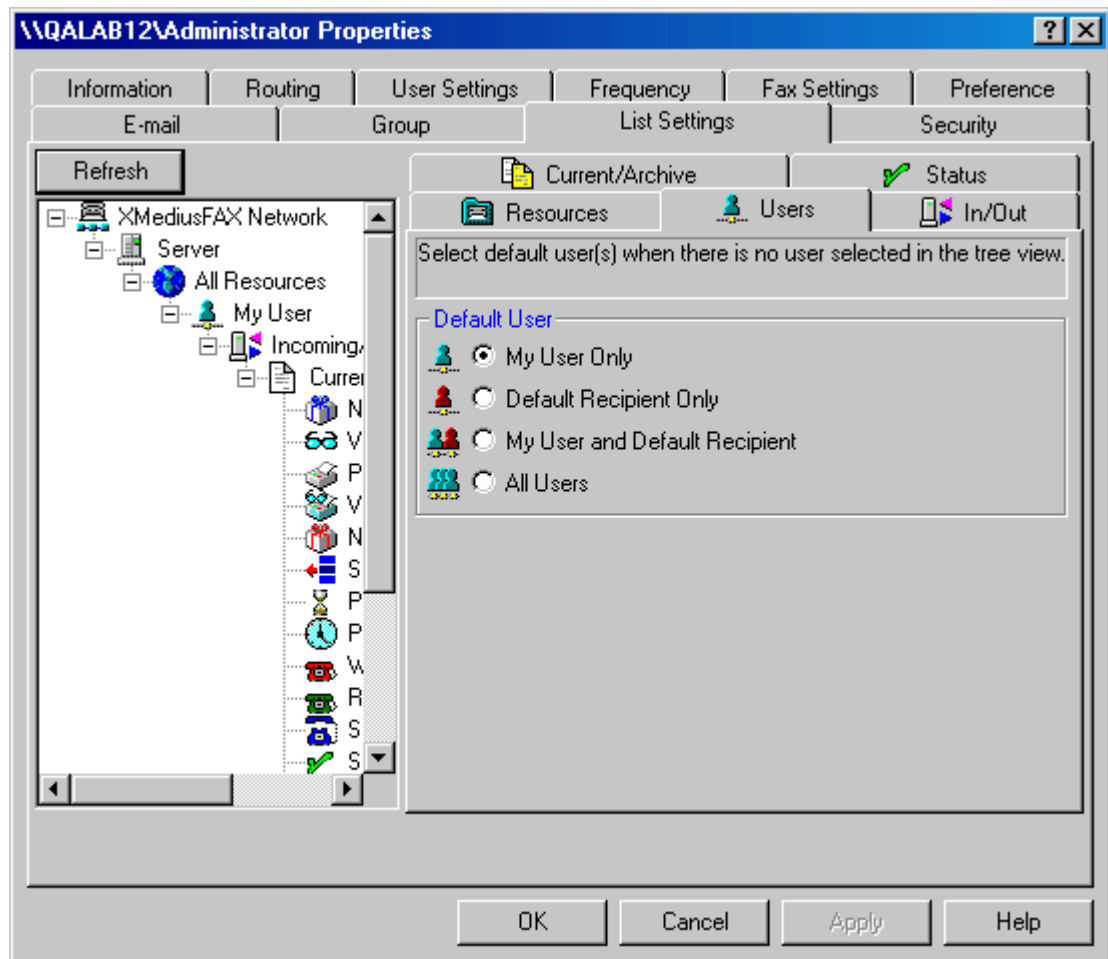 \\QALAB12\Administrator Properties
Information Routing User Settings Frequency Fax Settings Preference
E-mail Group List Settings Security
Refresh
XMediusFAX Network
Server
All Resources
My User
Incoming/
Curre
N
V
P
V
N
S
P
P
W
R
S
S
Current/Archive Status
Resources Users In/Out
Select default user(s) when there is no user selected in the tree view.
Default User
My User Only
Default Recipient Only
My User and Default Recipient
All Users
OK Cancel Apply Help